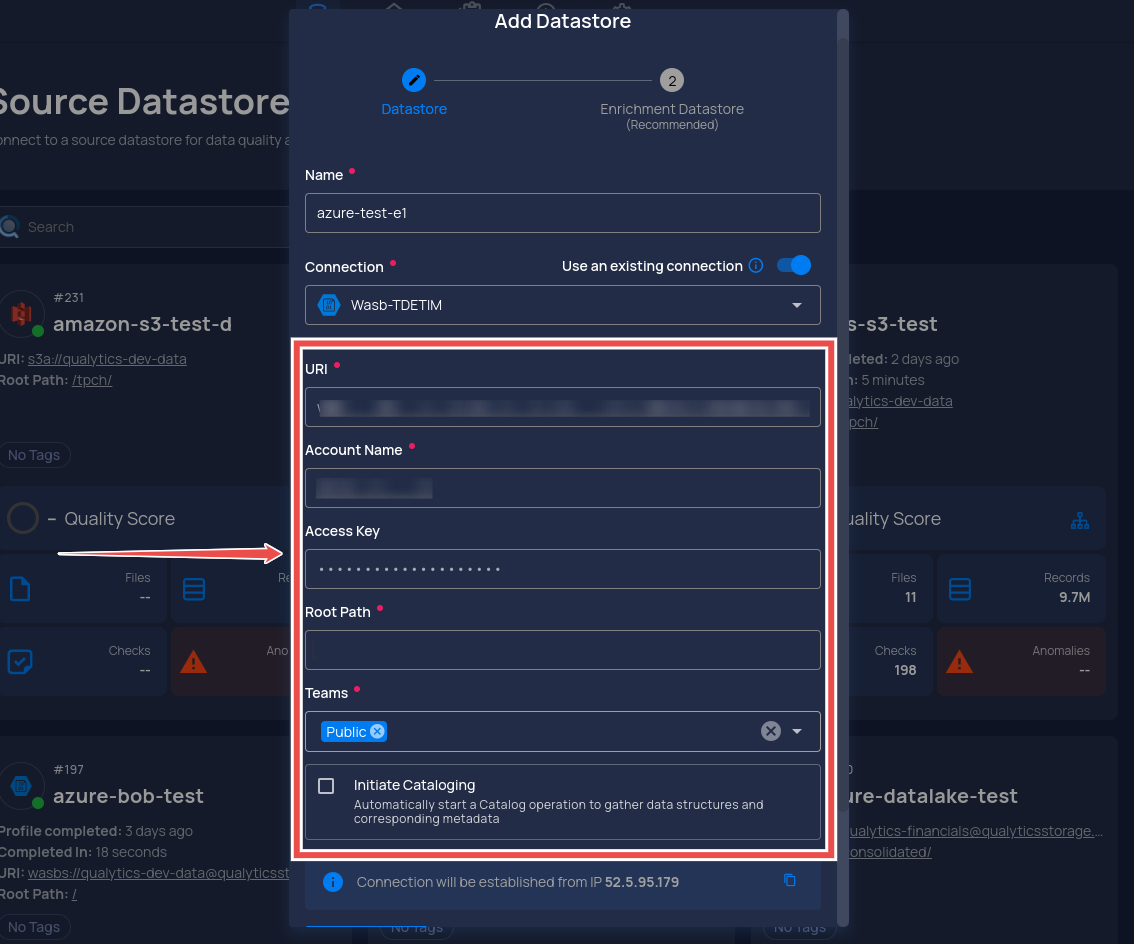 Add Datastore
2
Datastore
Enrichment Datastore
(Recommended)
Source Datastore
onnect to a source datastore for data quality a
Name
azure-test-e1
Search
Connection
Use an existing connection
Wasb-TDETIM
#231
amazon-s3-test-d
URI: s3a://qualytics-dev-data
Root Path: /tpch/
No Tags
– Quality Score
Files
--
Re
Checks
--
Ano
s-s3-test
leted: 2 days ago
n: 5 minutes
alytics-dev-data
pch/
uality Score
Files
11
Records
9.7M
Checks
198
Anomalies
--
URI
Account Name
Access Key
Root Path
Teams
Public
Initiate Cataloging
Automatically start a Catalog operation to gather data structures and
corresponding metadata
Connection will be established from IP 52.5.95.179
#197
azure-bob-test
Profile completed: 3 days ago
Completed In: 18 seconds
URI: wasbs://qualytics-dev-data@qualyticsst
Root Path: /
No Tags
No Tags
0
ure-datalake-test
ualytics-financials@qualyticsstorage....
onsolidated/
No Tags